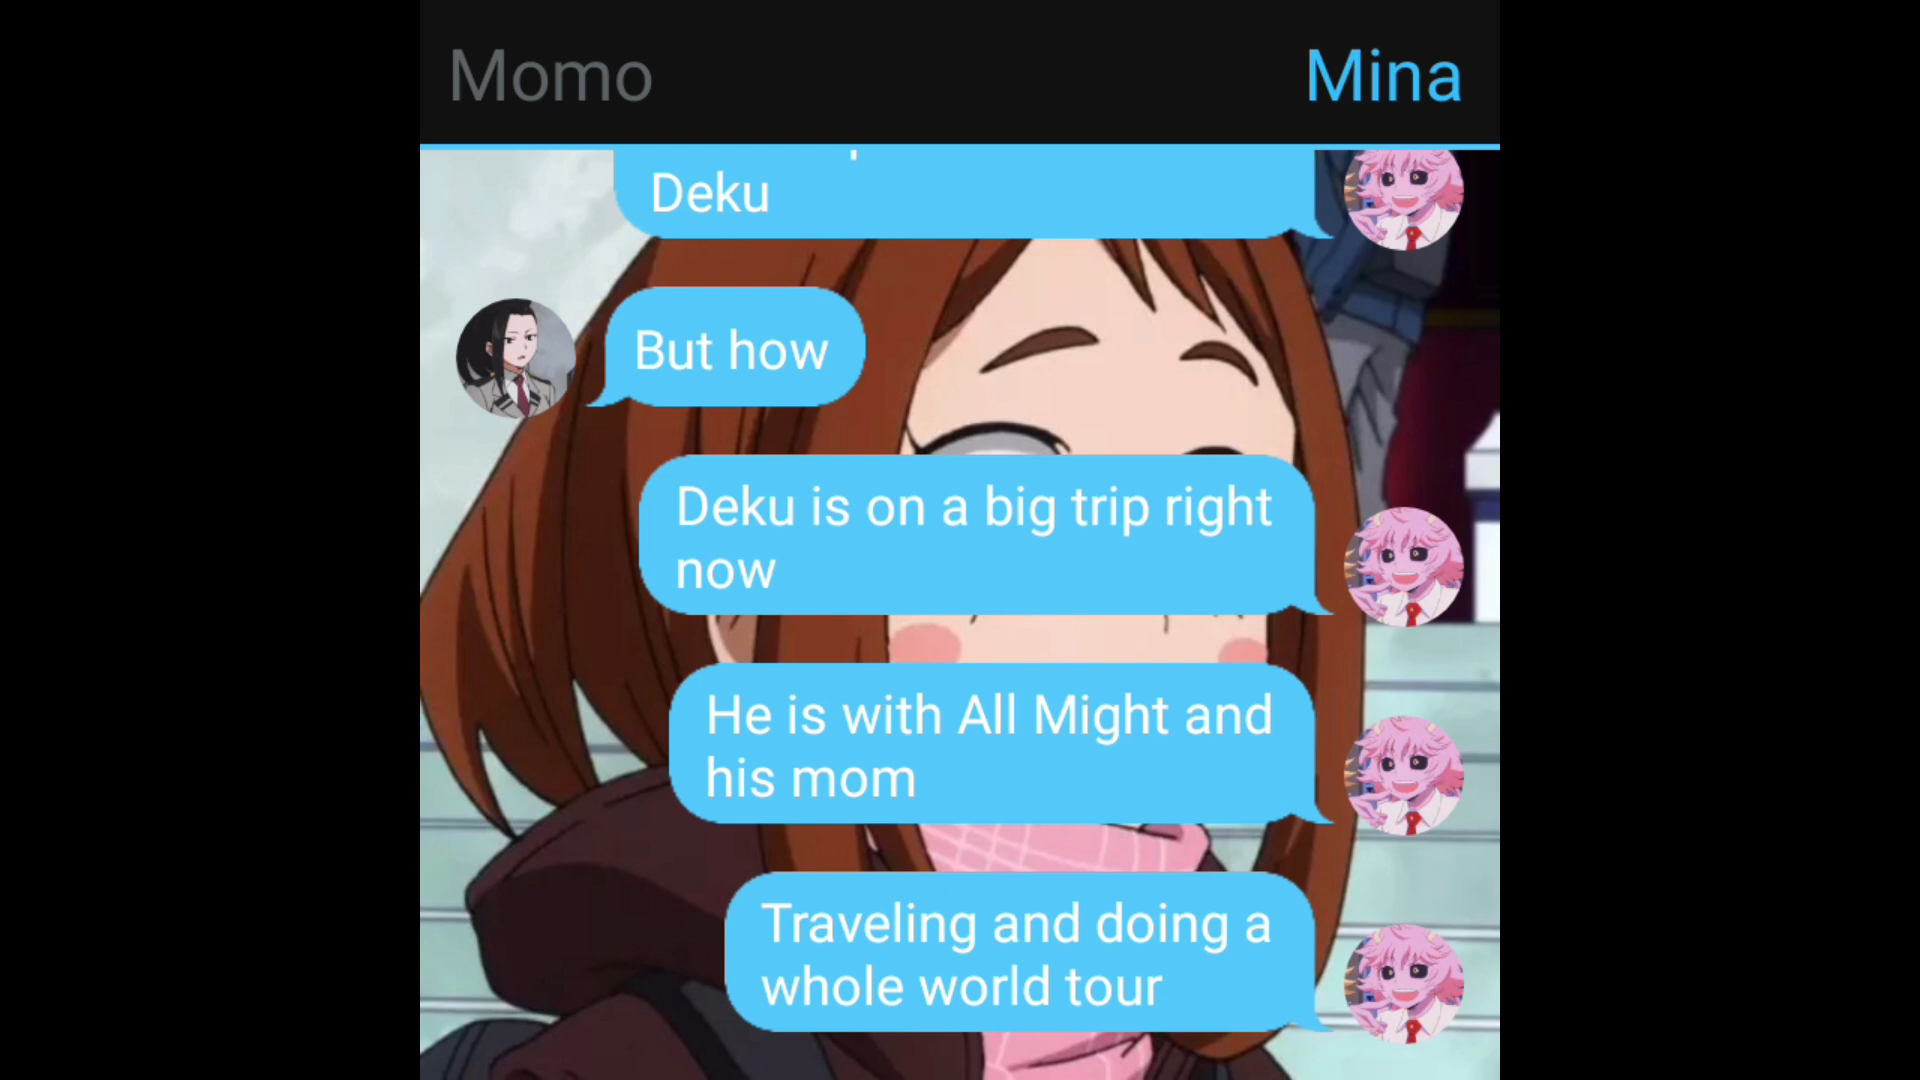 Momo
Mina
Deku
But how
Deku is on a big trip right
now
He is with All Might and
his mom
Traveling and doing a
whole world tour